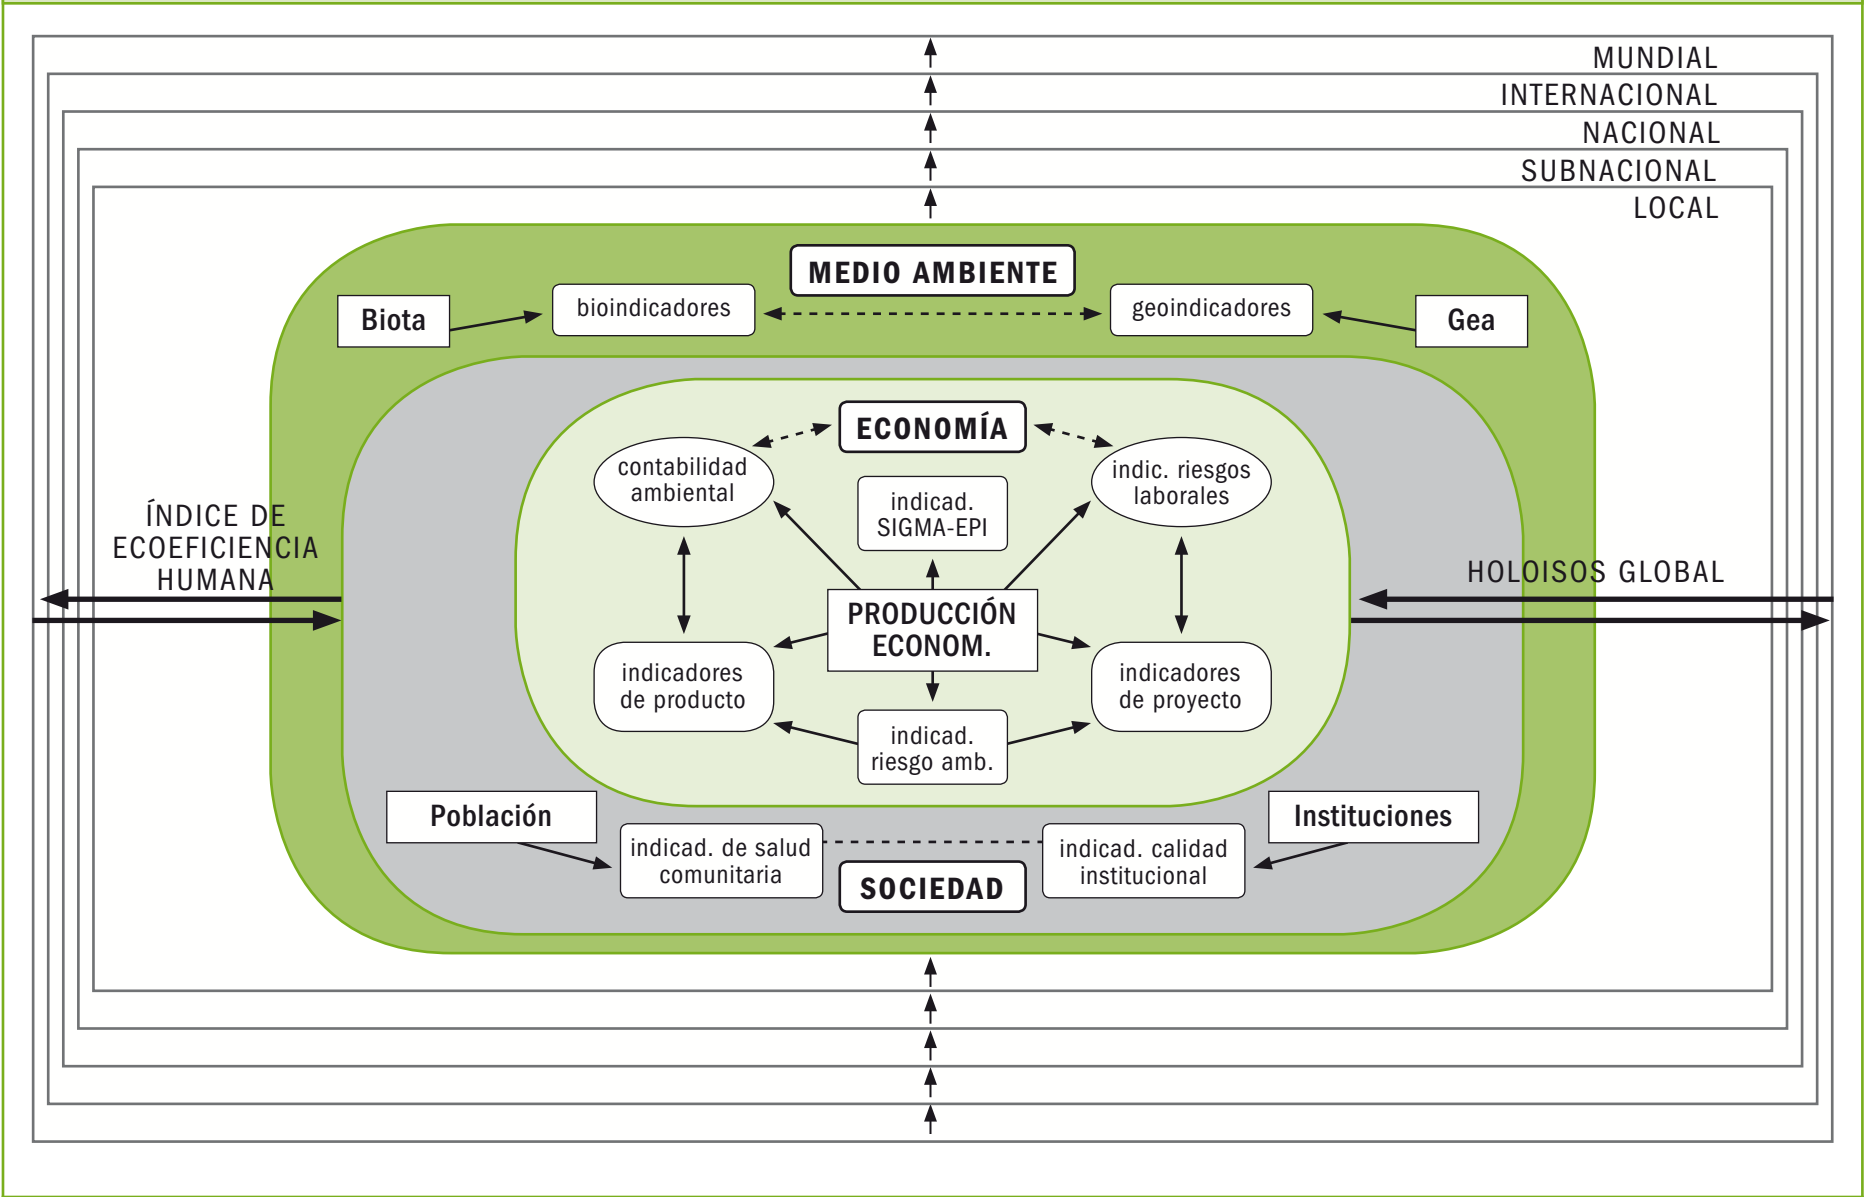 MUNDIAL
INTERNACIONAL
NACIONAL
SUBNACIONAL
LOCAL
MEDIO AMBIENTE
Biota
bioindicadores
geoindicadores
Gea
ECONOMÍA
contabilidad
ambiental
indic. riesgos
laborales
indicad.
SIGMA-EPI
ÍNDICE DE
ECOEFICIENCIA
HUMANA
HOLOISOS GLOBAL
PRODUCCIÓN
ECONOM.
indicadores
de producto
indicadores
de proyecto
indicad.
riesgo amb.
Población
Instituciones
indicad. de salud
comunitaria
indicad. calidad
institucional
SOCIEDAD